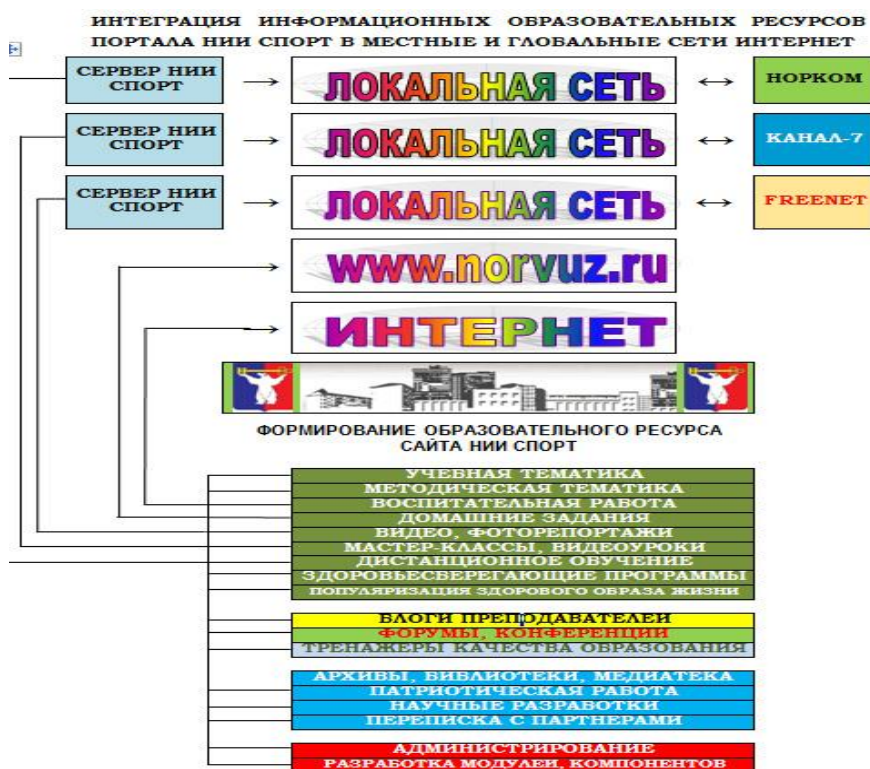 ИНТЕГРАЦИЯ ИНФОРМАЦИОННЫХ ОБРАЗОВАТЕЛЬНЫХ РЕСУРСОВ
ПОРТАЛА НИИ СПОРТ В МЕСТНЫЕ И ГЛОБАЛЬНЫЕ СЕТИ ИНТЕРНЕТ
СЕРВЕР НИИ
СПОРТ
ЛОКАЛЬНАЯ СЕТЬ
НОРКОМ
СЕРВЕР НИИ
СПОРТ
ЛОКАЛЬНАЯ СЕТЬ
КАНАЛ-7
СЕРВЕР НИИ
СПОРТ
ЛОКАЛЬНАЯ СЕТЬ
FREENET
www.norvuz.ru
ИНТЕРНЕТ
ФОРМИРОВАНИЕ ОБРАЗОВАТЕЛЬНОГО РЕСУРСА
САЙТА НИИ СПОРТ
УЧЕБНАЯ ТЕМАТИКА
МЕТОДИЧЕСКАЯ ТЕМАТИКА
ВОСПИТАТЕЛЬНАЯ РАБОТА
ДОМАШНИЕ ЗАДАНИЯ
ВИДЕО, ФОТОРЕПОРТАЖИ
МАСТЕР-КЛАССЫ, ВИДЕОУРОКИ
ДИСТАНЦИОННОЕ ОБУЧЕНИЕ
ЗДОРОВЬЕСБЕРЕГАЮЩИЕ ПРОГРАММЫ
ПОПУЛЯРИЗАЦИЯ ЗДОРОВОГО ОБРАЗА ЖИЗНИ
БЛОГИ ПРЕПОДАВАТЕЛЕЙ
ФОРУМЫ, КОНФЕРЕНЦИИ
ТРЕНАЖЕРЫ КАЧЕСТВА ОБРАЗОВАНИЯ
АРХИВЫ, БИБЛИОТЕКИ, МЕДИАТЕКА
ПАТРИОТИЧЕСКАЯ РАБОТА
НАУЧНЫЕ РАЗРАБОТКИ
ПЕРЕПИСКА С ПАРТНЕРАМИ
АДМИНИСТРИРОВАНИЕ
РАЗРАБОТКА МОДУЛЕЙ, КОМПОНЕНТОВ